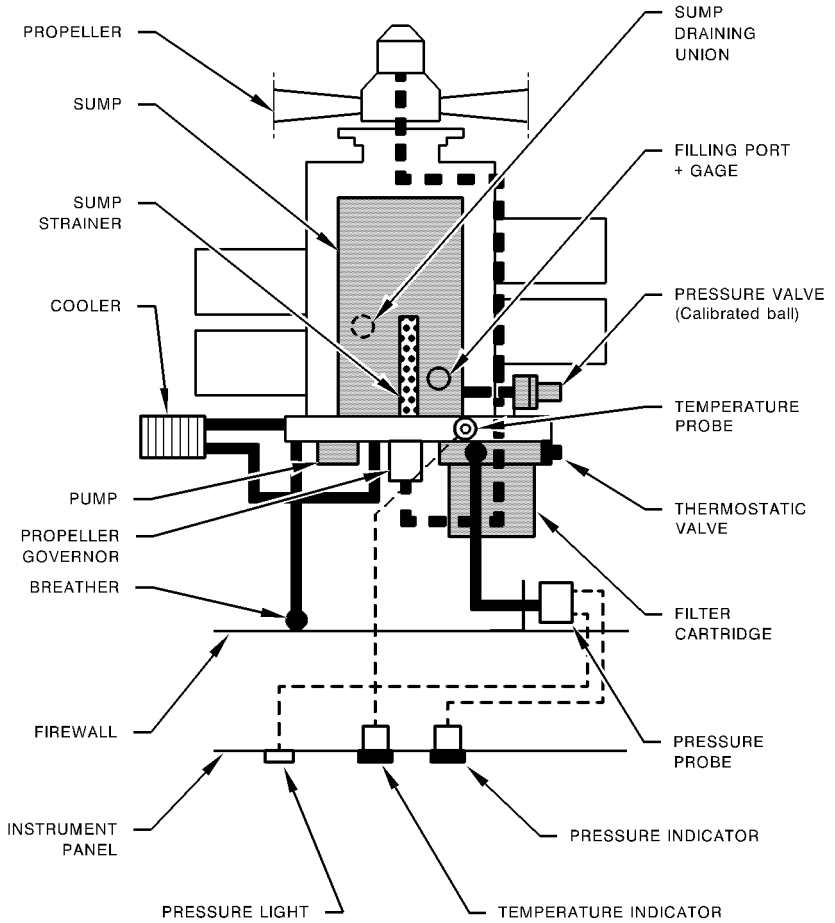 PROPELLER
SUMP
SUMP
STRAINER
COOLER
PUMP
PROPELLER
GOVERNOR
BREATHER
FIREWALL
INSTRUMENT
PANEL
PRESSURE LIGHT
SUMP
DRAINING
UNION
FILLING PORT
+ GAGE
PRESSURE VALVE
(Calibrated ball)
TEMPERATURE
PROBE
THERMOSTATIC
VALVE
FILTER
CARTRIDGE
PRESSURE
PROBE
PRESSURE INDICATOR
TEMPERATURE INDICATOR